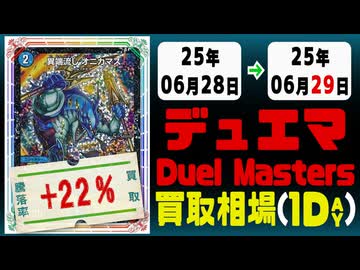 2
異端流し オニカマス
買取
+22%
騰落率
25年
06月28日
25年
06月29日
デュエマ
Duel Masters
買取相場(1D)